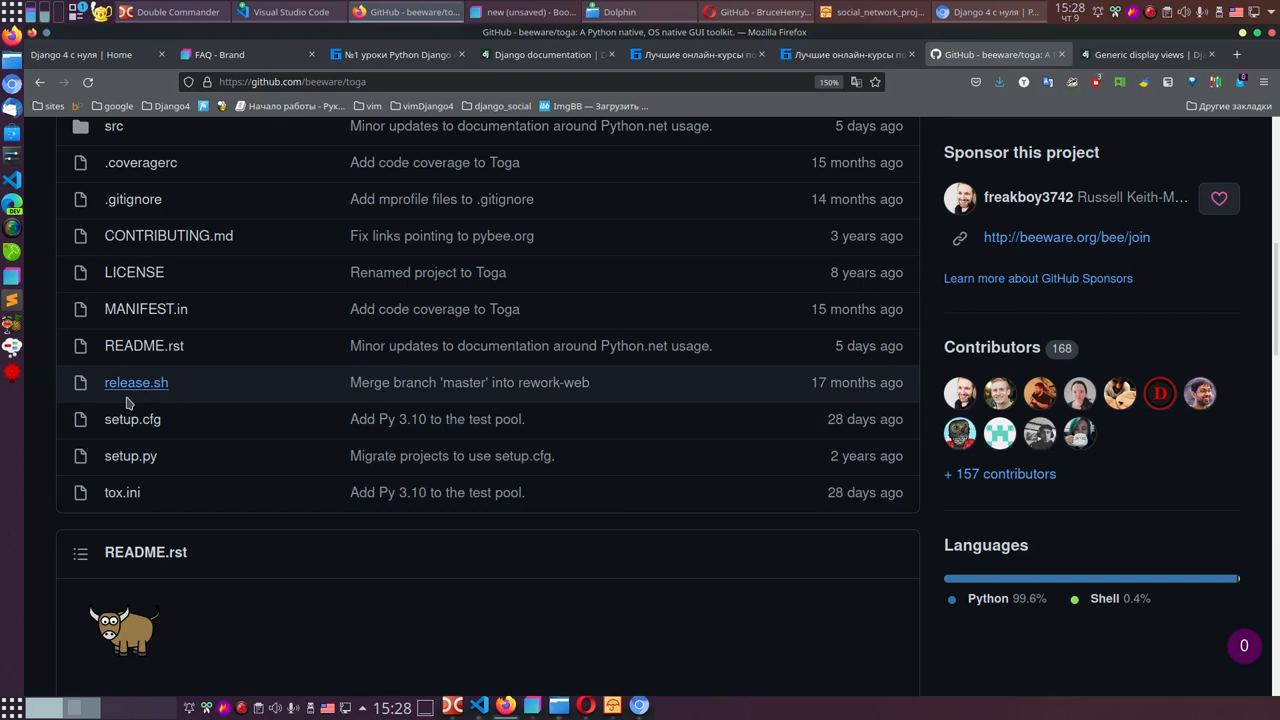 Double Commander
Visual Studio Code
GitHub - beeware/to...
new (unsaved) - Boo...
Dolphin
GitHub - BruceHenry...
social_network_proj...
Django 4 с нуля | P...
15:28
ЧТ 9
GitHub - beeware/toga: A Python native, OS native GUI toolkit. — Mozilla Firefox
Django 4 с нуля | Home
FAQ - Brand
№1 уроки Python Django
Django documentation | D
Лучшие онлайн-курсы по
Лучшие онлайн-курсы по
GitHub - beeware/toga: A P
Generic display views | Dj
https://github.com/beeware/toga
150%
3
0
sites
google
Django4
Начало работы - Рук...
vim
vimDjango4
django_social
ImgBB — Загрузить ...
Другие закладки
src
Minor updates to documentation around Python.net usage.
5 days ago
.coveragerc
Add code coverage to Toga
15 months ago
.gitignore
Add mprofile files to .gitignore
14 months ago
CONTRIBUTING.md
Fix links pointing to pybee.org
3 years ago
LICENSE
Renamed project to Toga
8 years ago
MANIFEST.in
Add code coverage to Toga
15 months ago
README.rst
Minor updates to documentation around Python.net usage.
5 days ago
release.sh
Merge branch 'master' into rework-web
17 months ago
setup.cfg
Add Py 3.10 to the test pool.
28 days ago
setup.py
Migrate projects to use setup.cfg.
2 years ago
tox.ini
Add Py 3.10 to the test pool.
28 days ago
README.rst
Sponsor this project
freakboy3742 Russell Keith-M...
http://beeware.org/bee/join
Learn more about GitHub Sponsors
Contributors 168
D
+ 157 contributors
Languages
Python 99.6%
Shell 0.4%
0
DEV
15:28